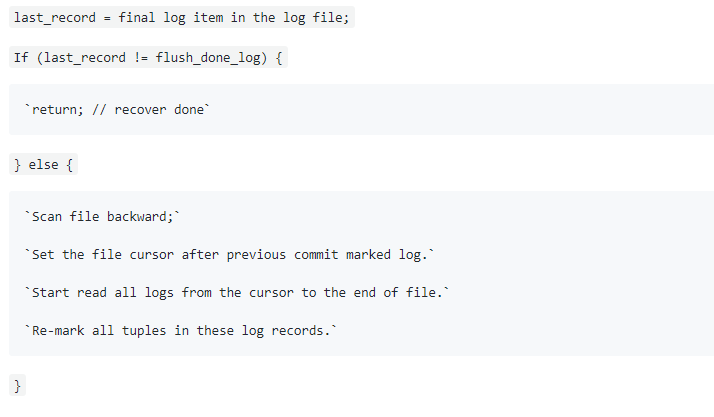 last_record = final log item in the log file;
If (last_record != flush_done_log) {
`return; // recover done`
} else {
`Scan file backward;`
`Set the file cursor after previous commit marked log.`
`Start read all logs from the cursor to the end of file.`
`Re-mark all tuples in these log records.`
}